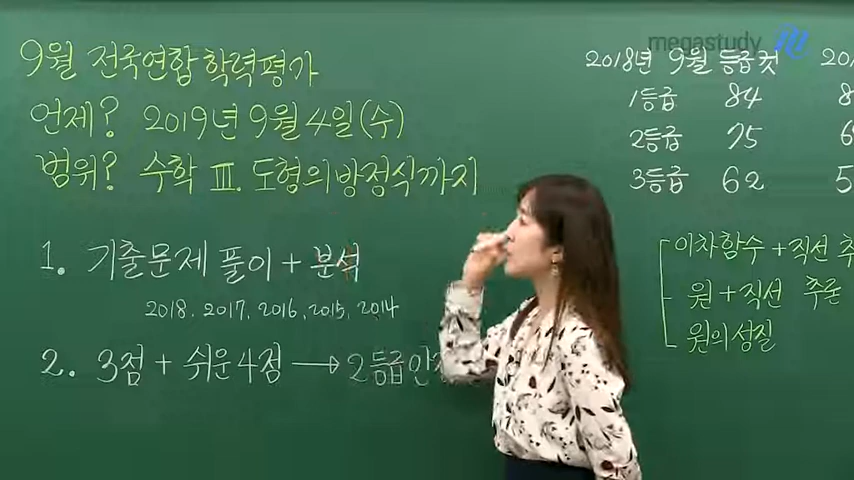 megastudy
9월 전국연합 학력평가
언제? 2019년 9월 4일(수)
범위? 수학 Ⅲ. 도형의 방정식까지
1. 기출문제 풀이 + 분석
2018. 2017. 2016. 2015. 2014
2. 3점 + 쉬운 4점 → 2등급
2018년 9월 등급컷
1등급 84
2등급 75
3등급 62
이차함수 + 직선
원 + 직선 추론
원의 성질